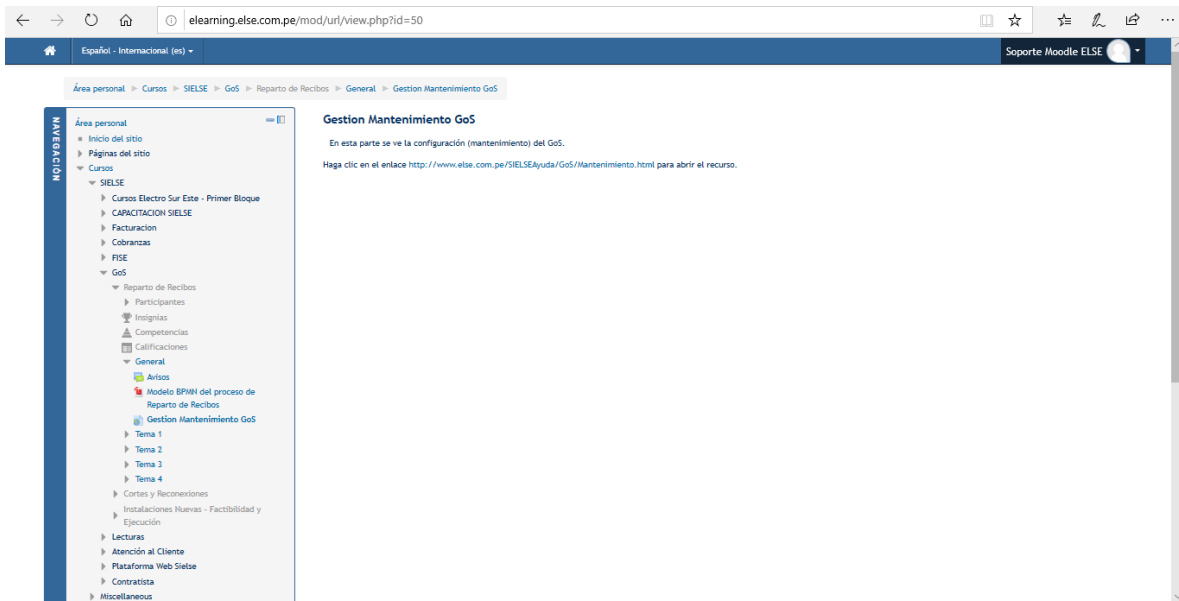 elearning.else.com.pe/mod/url/view.php?id=50
Español - Internacional (es)
Soporte Moodle ELSE
Área personal Cursos SIELSE GoS Reparto de Recibos General Gestion Mantenimiento GoS
NAVEGACIÓN
Área personal
Inicio del sitio
Páginas del sitio
Cursos
SIELSE
Cursos Electro Sur Este - Primer Bloque
CAPACITACION SIELSE
Facturacion
Cobranzas
FISE
GoS
Reparto de Recibos
Participantes
Insignias
Competencias
Calificaciones
General
Avisos
Modelo BPMN del proceso de
Reparto de Recibos
Gestion Mantenimiento GoS
Tema 1
Tema 2
Tema 3
Tema 4
Cortes y Reconexiones
Instalaciones Nuevas - Factibilidad y
Ejecución
Lecturas
Atención al Cliente
Plataforma Web Sielse
Contratista
Miscellaneous
Gestion Mantenimiento GoS
En esta parte se ve la configuración (mantenimiento) del GoS.
Haga clic en el enlace http://www.else.com.pe/SIELSEAyuda/GoS/Mantenimiento.html para abrir el recurso.